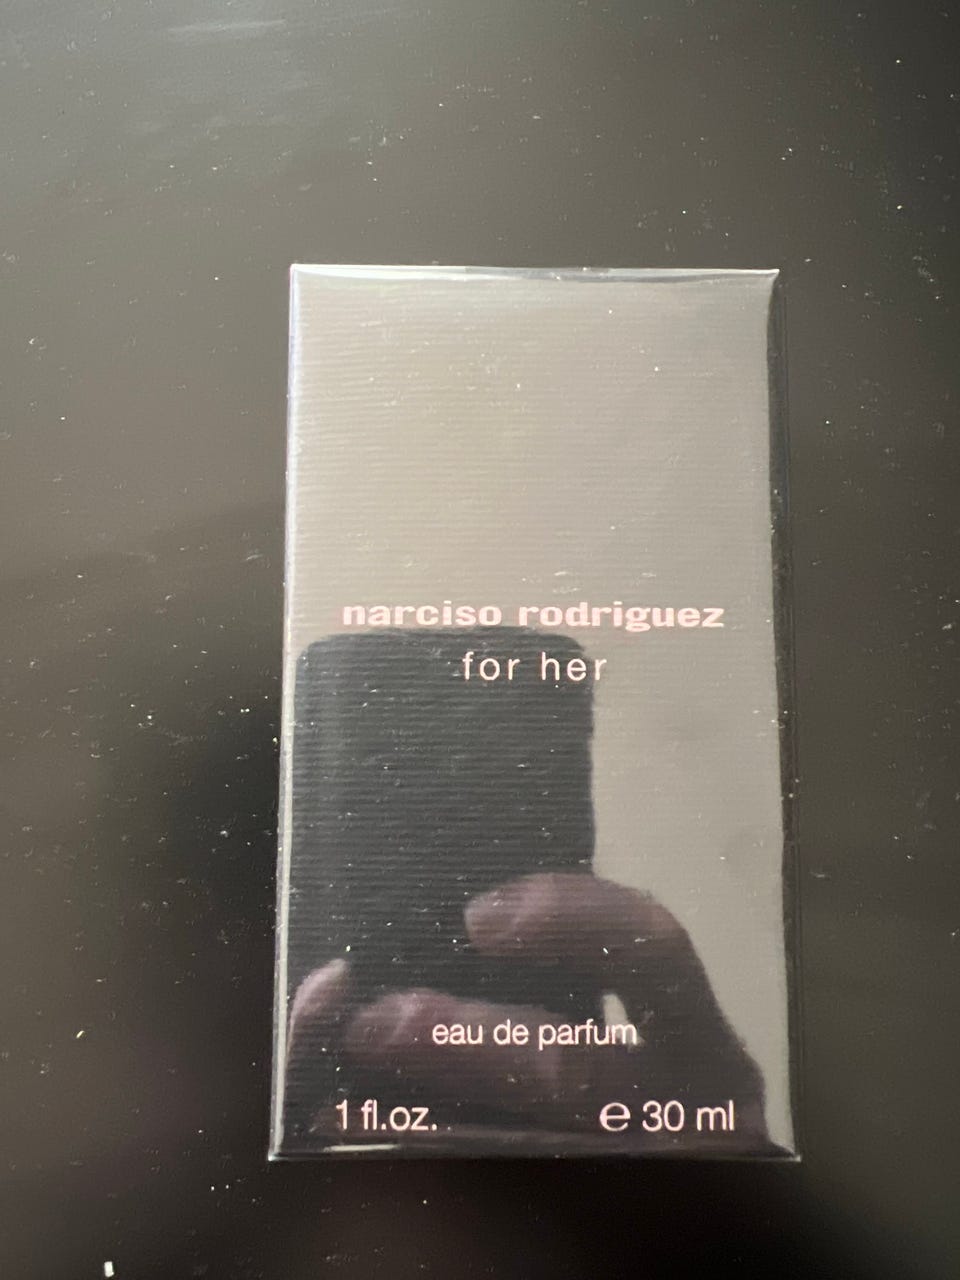 narciso rodriguez
for her
eau de parfum
1 fl.oz. ℮ 30 ml